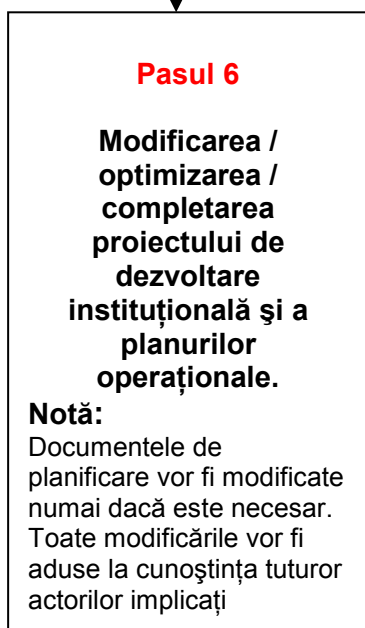 Pasul 6
Modificarea /
optimizarea /
completarea
proiectului de
dezvoltare
instituțională şi a
planurilor
operaționale.
Notă:
Documentele de
planificare vor fi modificate
numai dacă este necesar.
Toate modificările vor fi
aduse la cunoştința tuturor
actorilor implicați